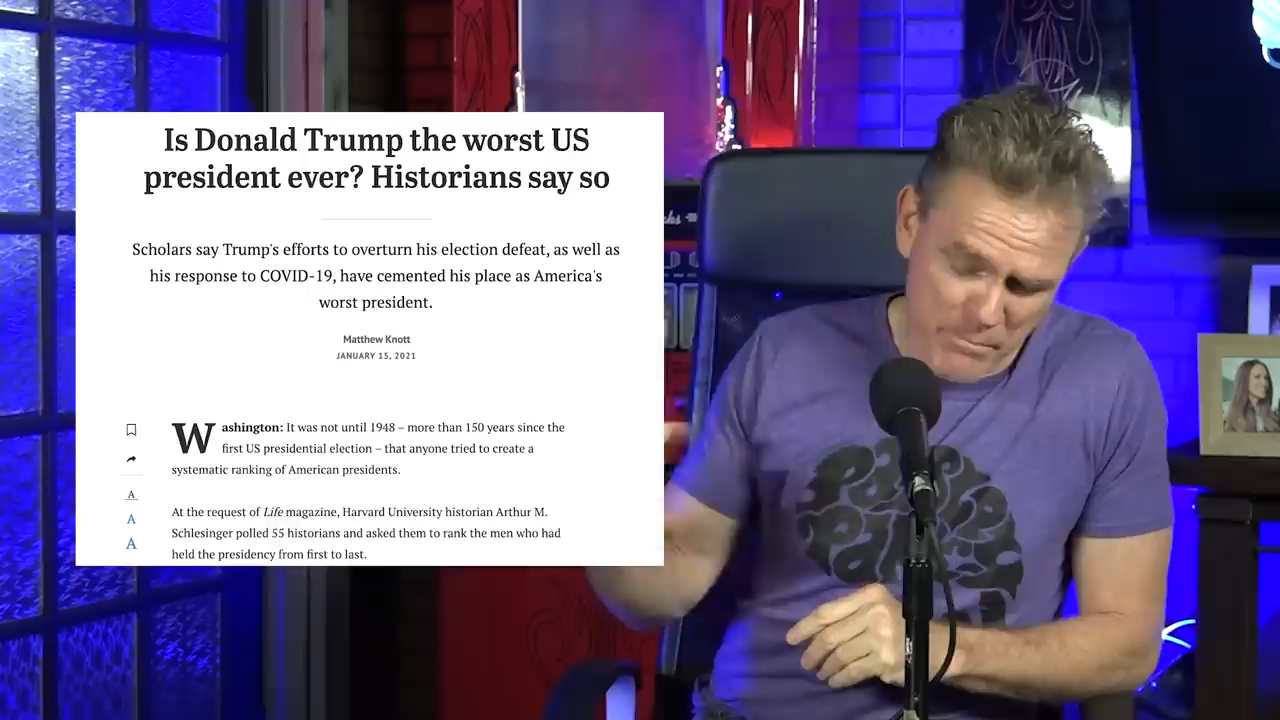 Is Donald Trump the worst US
president ever? Historians say so
Scholars say Trump's efforts to overturn his election defeat, as well as
his response to COVID-19, have cemented his place as America's
worst president.
Matthew Knott
JANUARY 15, 2021
Washington: It was not until 1948 – more than 150 years since the
first US presidential election – that anyone tried to create a
systematic ranking of American presidents.
A
A
A
At the request of Life magazine, Harvard University historian Arthur M.
Schlesinger polled 55 historians and asked them to rank the men who had
held the presidency from first to last.